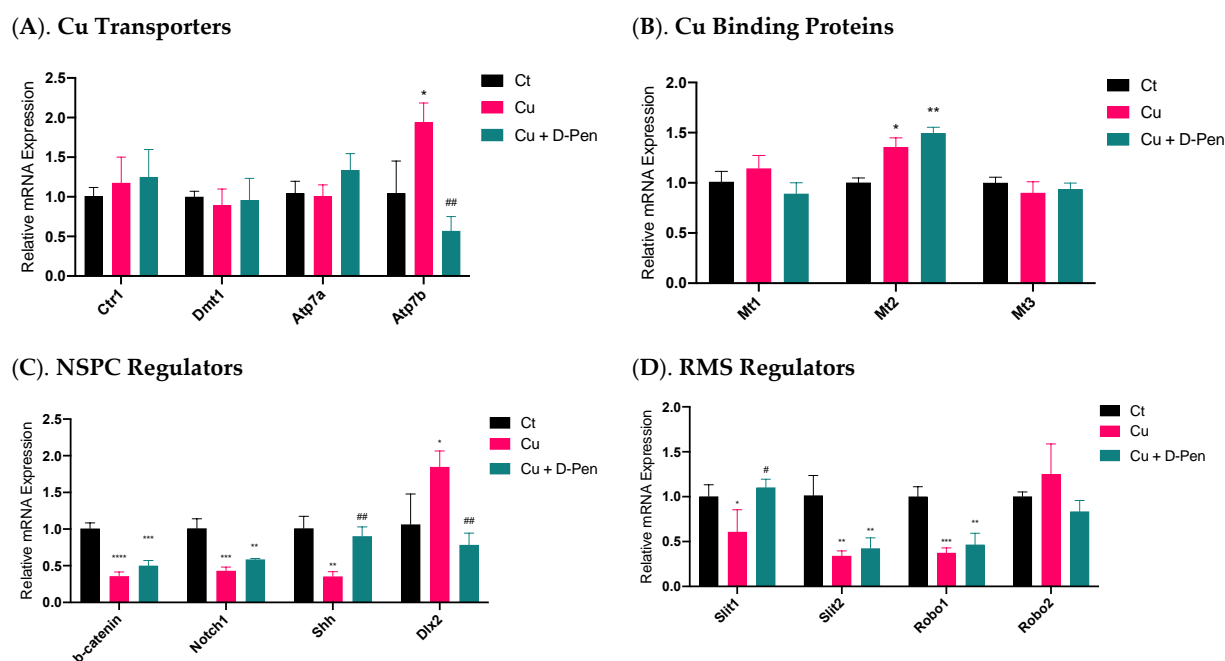 (A). Cu Transporters
Relative mRNA Expression
2.5
2.0
1.5
1.0
0.5
0.0
*
##
Ct
Cu
Cu + D-Pen
Ctr1
Dmt1
Atp7a
Atp7b
(B). Cu Binding Proteins
Relative mRNA Expression
2.0
1.5
1.0
0.5
0.0
*
**
Ct
Cu
Cu + D-Pen
Mt1
Mt2
Mt3
(C). NSPC Regulators
Relative mRNA Expression
2.5
2.0
1.5
1.0
0.5
0.0
****
***
***
**
**
##
*
##
Ct
Cu
Cu + D-Pen
b-catenin
Notch1
Shh
Dlx2
(D). RMS Regulators
Relative mRNA Expression
2.0
1.5
1.0
0.5
0.0
*
#
**
**
***
**
Ct
Cu
Cu + D-Pen
Slit1
Slit2
Robo1
Robo2